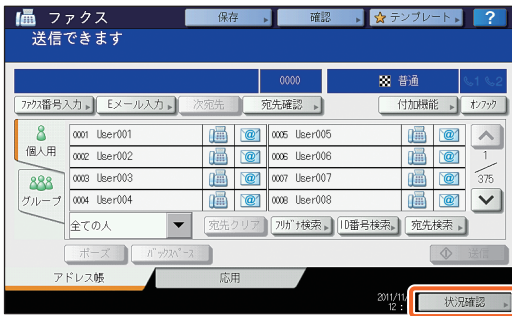 ファクス 保存 確認 テンプレート ?
送信できます
0000 普通 L1 L2
ファクス番号入力 Eメール入力 次宛先 宛先確認 付加機能 オンフック
個人用
グループ
0001 User001 0005 User005
0002 User002 0006 User006
0003 User003 0007 User007
0004 User004 0008 User008
1
375
全ての人 宛先クリア フリガナ検索 ID番号検索 宛先検索
ポーズ バックスペース 送信
アドレス帳 応用
2011/11/
12 :
状況確認